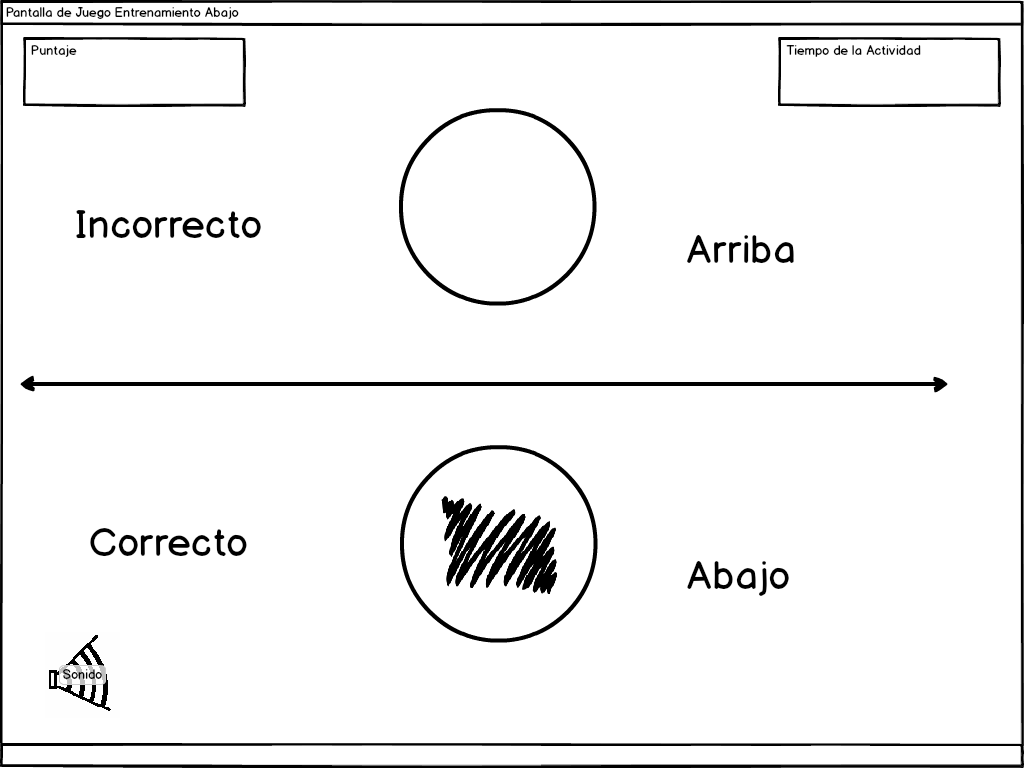 Pantalla de Juego Entrenamiento Abajo
Puntaje
Tiempo de la Actividad
Incorrecto
Arriba
Correcto
Abajo
Sonido